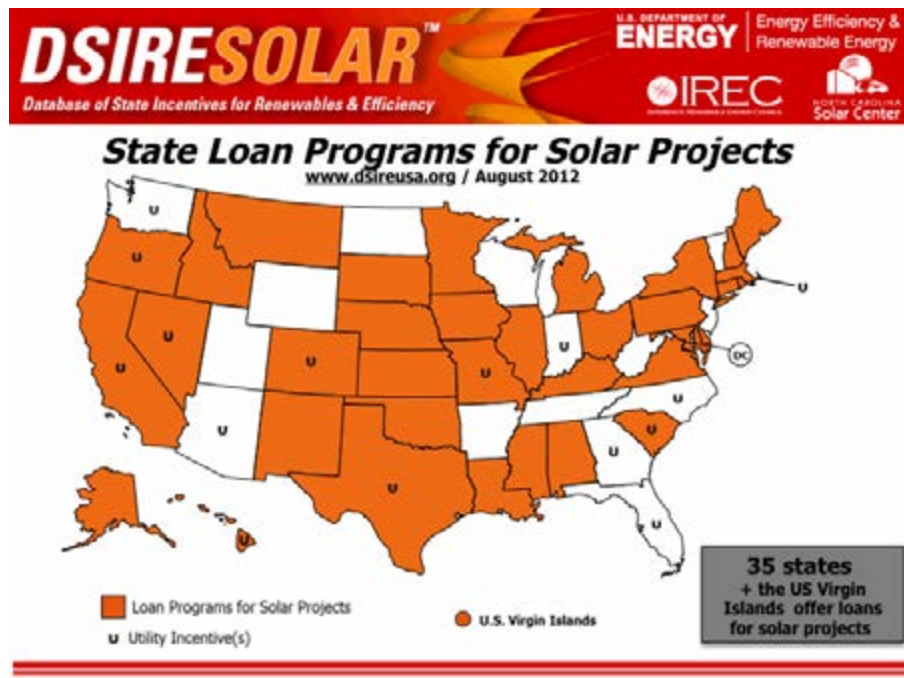 DSIRESOLAR™
Database of State Incentives for Renewables & Efficiency
U.S. DEPARTMENT OF
ENERGY
Energy Efficiency &
Renewable Energy
IREC
NORTH CAROLINA
Solar Center
State Loan Programs for Solar Projects
www.dsireusa.org / August 2012
U
U
U
U
DC
U
U
U
U
U
U
U
U
U
U
U
U
Loan Programs for Solar Projects
U Utility Incentive(s)
U.S. Virgin Islands
35 states
+ the US Virgin
Islands offer loans
for solar projects